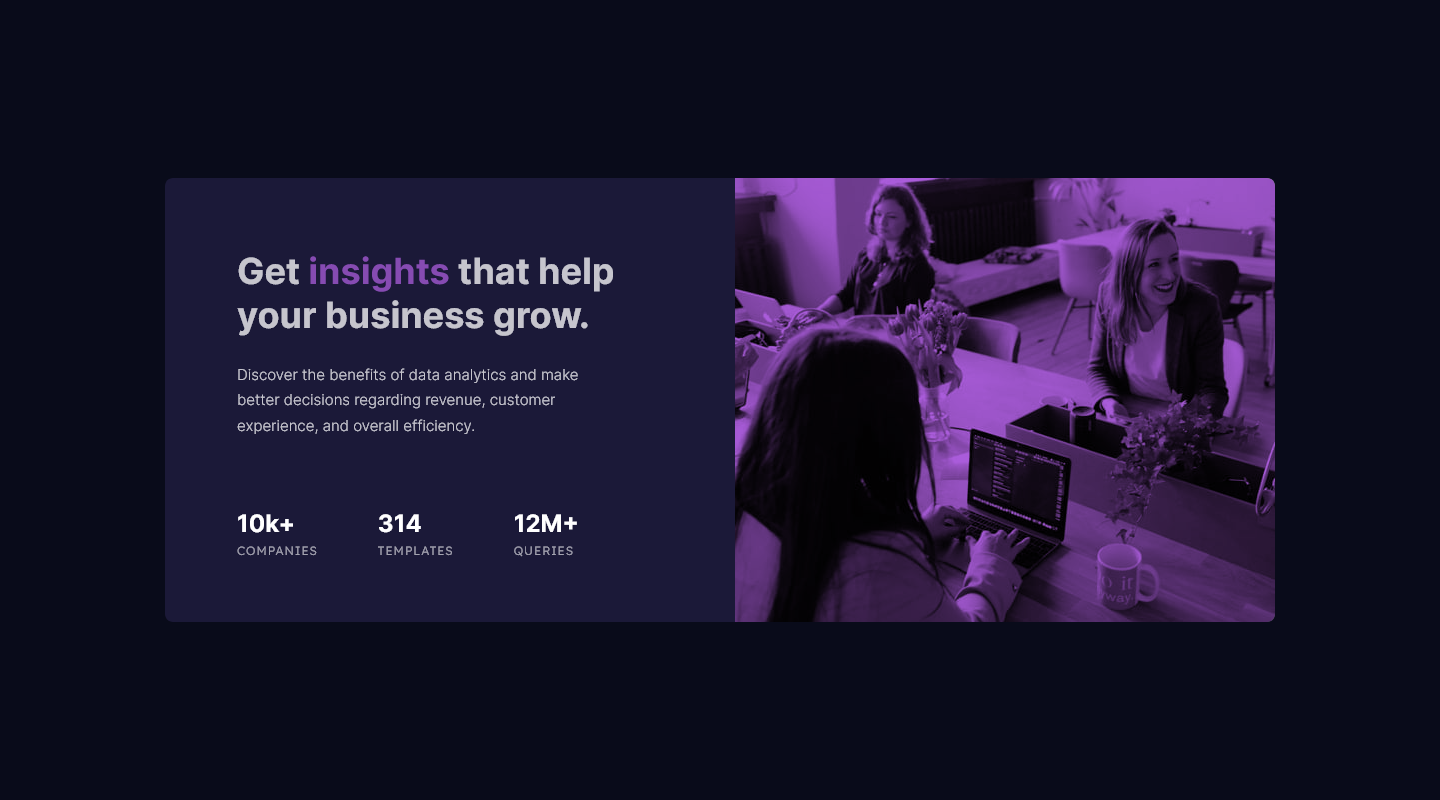 Get insights that help
your business grow.
Discover the benefits of data analytics and make
better decisions regarding revenue, customer
experience, and overall efficiency.
10k+ 314 12M+
COMPANIES TEMPLATES QUERIES
it